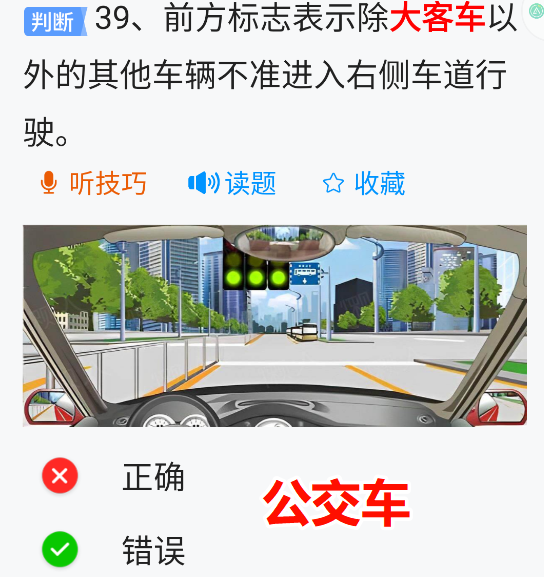 判断 39、前方标志表示除大客车以
外的其他车辆不准进入右侧车道行
驶。
听技巧 读题 收藏
正确
公交车
错误